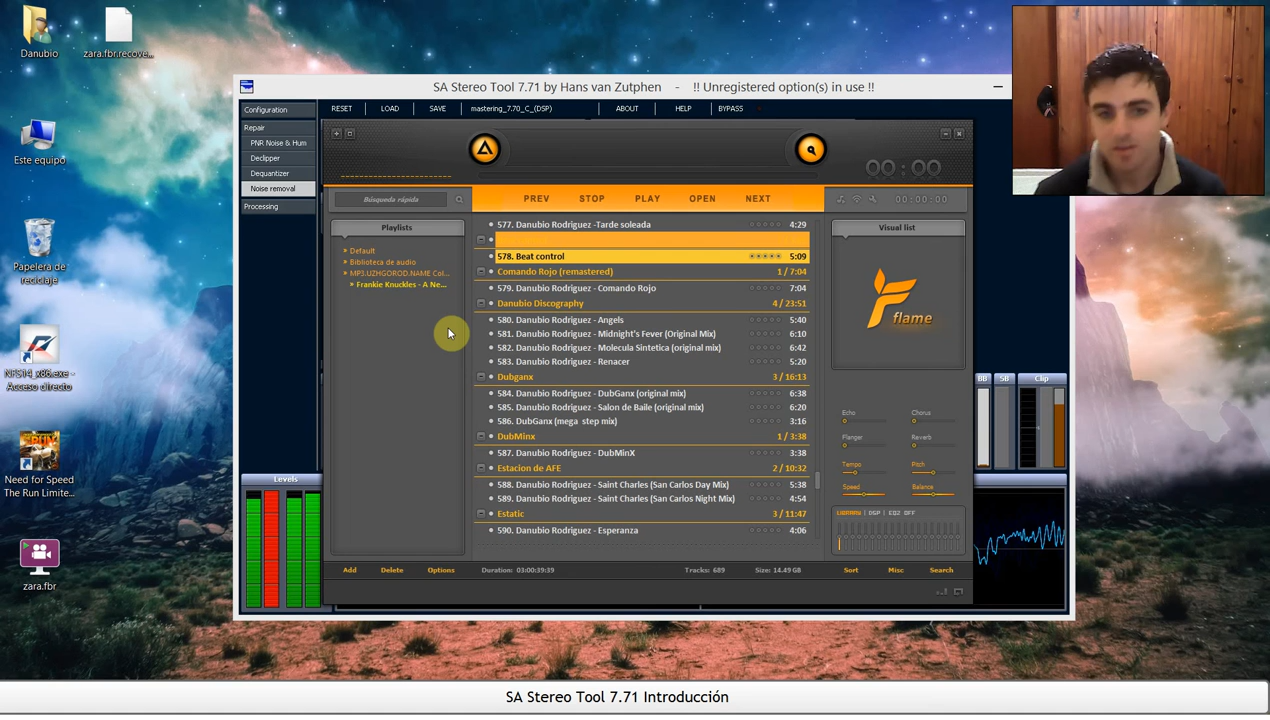 Danubio
zara.fbr.recove...
Este equipo
Papelera de
reciclaje
NFS14_x86.exe -
Acceso directo
Need for Speed
The Run Limite...
zara.fbr
SA Stereo Tool 7.71 by Hans van Zutphen - !! Unregistered option(s) in use !!
Configuration
RESET LOAD SAVE mastering_7.70_C_(DSP) ABOUT HELP BYPASS
Repair
PNR Noise & Hum
Declipper
Dequantizer
Noise removal
Processing
Levels
00:00
Búsqueda rápida
PREV STOP PLAY OPEN NEXT
00:00:00
Playlists
Default
Biblioteca de audio
MP3.UZHGOROD.NAME Col...
Frankie Knuckles - A Ne...
577. Danubio Rodriguez -Tarde soleada 4:29
578. Beat control 5:09
Comando Rojo (remastered) 1 / 7:04
579. Danubio Rodriguez - Comando Rojo 7:04
Danubio Discography 4 / 23:51
580. Danubio Rodriguez - Angels 5:40
581. Danubio Rodriguez - Midnight's Fever (Original Mix) 6:10
582. Danubio Rodriguez - Molecula Sintetica (original mix) 6:42
583. Danubio Rodriguez - Renacer 5:20
Dubganx 3 / 16:13
584. Danubio Rodriguez - DubGanx (original mix) 6:38
585. Danubio Rodriguez - Salon de Baile (original mix) 6:20
586. DubGanx (mega step mix) 3:16
DubMinx 1 / 3:38
587. Danubio Rodriguez - DubMinX 3:38
Estacion de AFE 2 / 10:32
588. Danubio Rodriguez - Saint Charles (San Carlos Day Mix) 5:38
589. Danubio Rodriguez - Saint Charles (San Carlos Night Mix) 4:54
Estatic 3 / 11:47
590. Danubio Rodriguez - Esperanza 4:06
Visual list
flame
Echo Chorus
Flanger Reverb
Tempo Pitch
Speed Balance
LIBRARY | DSP | EQ2 OFF
Add Delete Options Duration: 03:00:39:39 Tracks: 689 Size: 14.49 GB Sort Misc Search
BB SB Clip
SA Stereo Tool 7.71 Introducción